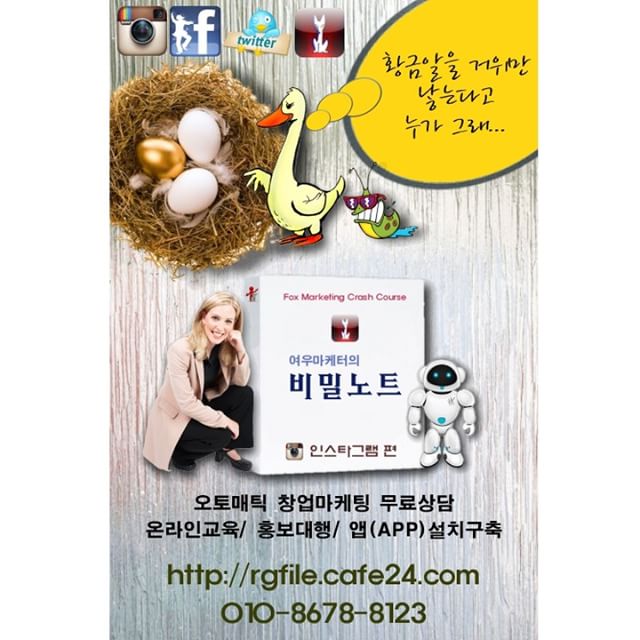 twitter
황금알을 거위만
낳는다고
누가 그래...
Fox Marketing Crash Course
여우마케터의
비밀노트
인스타그램 편
오토매틱 창업마케팅 무료상담
온라인교육/ 홍보대행/ 앱(APP)설치구축
http://rgfile.cafe24.com
010-8678-8123